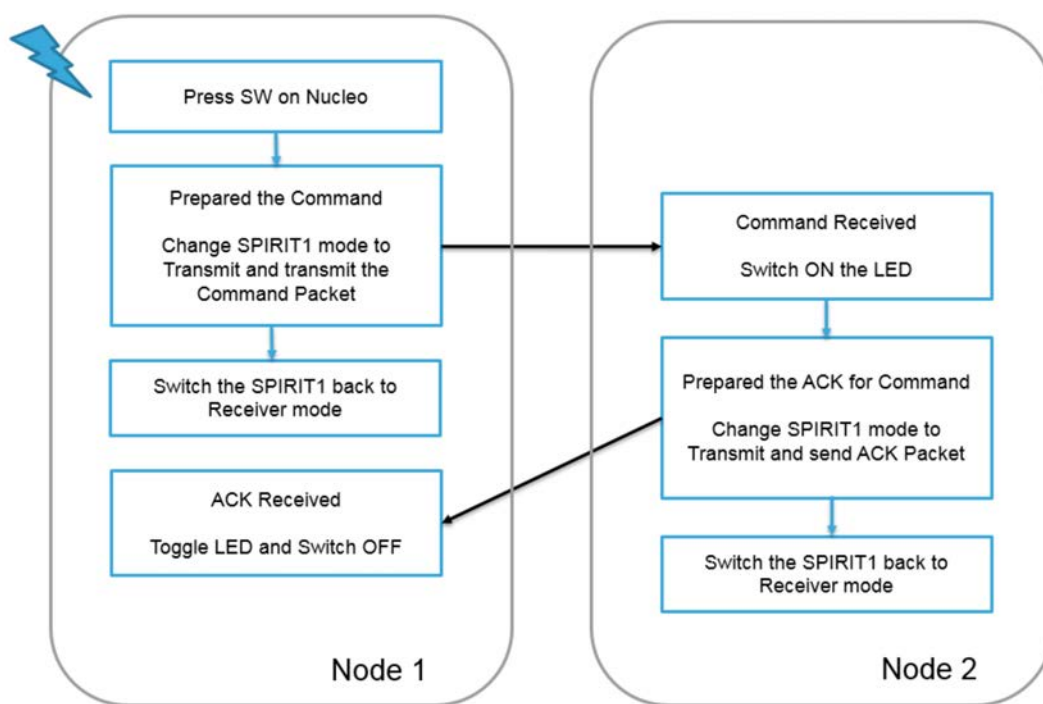 Press SW on Nucleo
Prepared the Command
Change SPIRIT1 mode to
Transmit and transmit the
Command Packet
Switch the SPIRIT1 back to
Receiver mode
ACK Received
Toggle LED and Switch OFF
Node 1
Command Received
Switch ON the LED
Prepared the ACK for Command
Change SPIRIT1 mode to
Transmit and send ACK Packet
Switch the SPIRIT1 back to
Receiver mode
Node 2